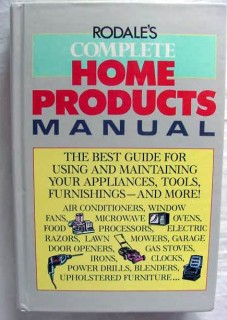 RODALE'S
COMPLETE
HOME
PRODUCTS
MANUAL
THE BEST GUIDE FOR
USING AND MAINTAINING
YOUR APPLIANCES, TOOLS,
FURNISHINGS—AND MORE!
AIR CONDITIONERS, WINDOW
FANS, MICROWAVE OVENS,
FOOD PROCESSORS, ELECTRIC
RAZORS, LAWN MOWERS, GARAGE
DOOR OPENERS, GAS STOVES,
IRONS, CLOCKS,
POWER DRILLS, BLENDERS,
UPHOLSTERED FURNITURE...